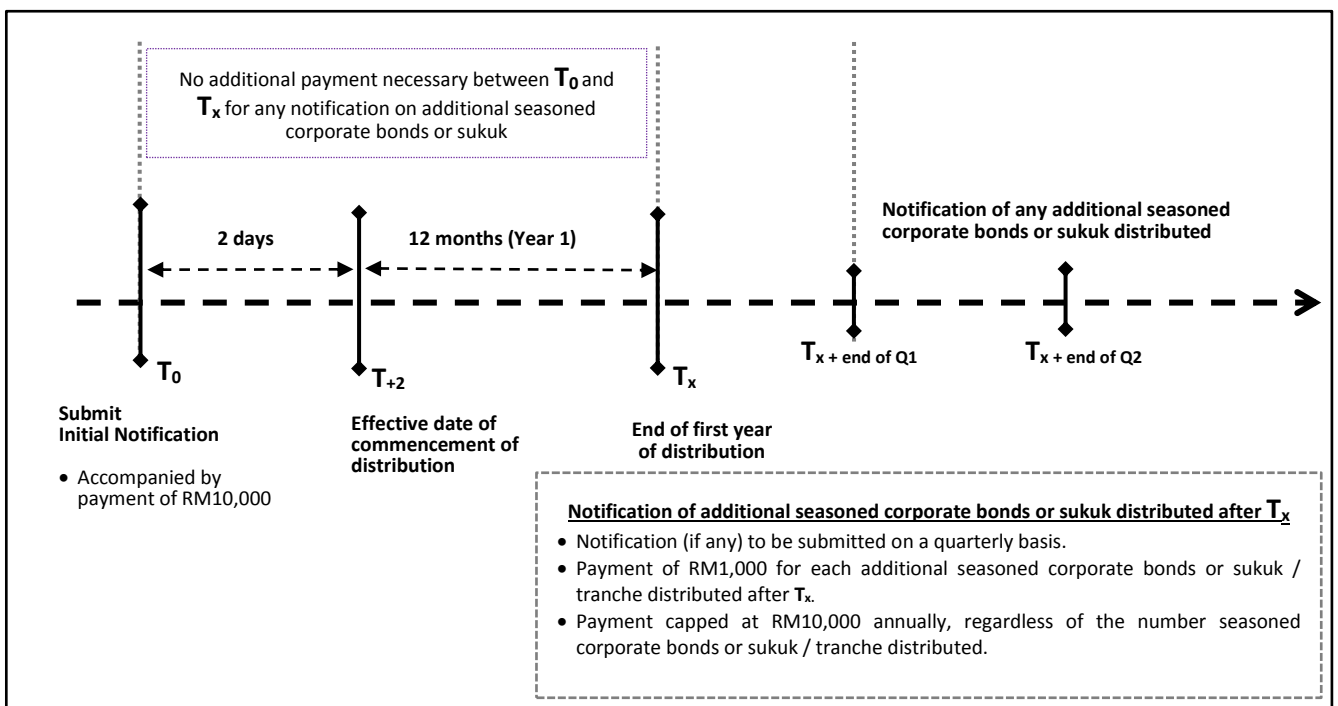 No additional payment necessary between T0 and
Tx for any notification on additional seasoned
corporate bonds or sukuk
Notification of any additional seasoned
corporate bonds or sukuk distributed
2 days
12 months (Year 1)
T0
T+2
Tx
Tx + end of Q1
Tx + end of Q2
Submit
Initial Notification
• Accompanied by
payment of RM10,000
Effective date of
commencement of
distribution
End of first year
of distribution
Notification of additional seasoned corporate bonds or sukuk distributed after Tx
• Notification (if any) to be submitted on a quarterly basis.
• Payment of RM1,000 for each additional seasoned corporate bonds or sukuk /
tranche distributed after Tx.
• Payment capped at RM10,000 annually, regardless of the number seasoned
corporate bonds or sukuk / tranche distributed.